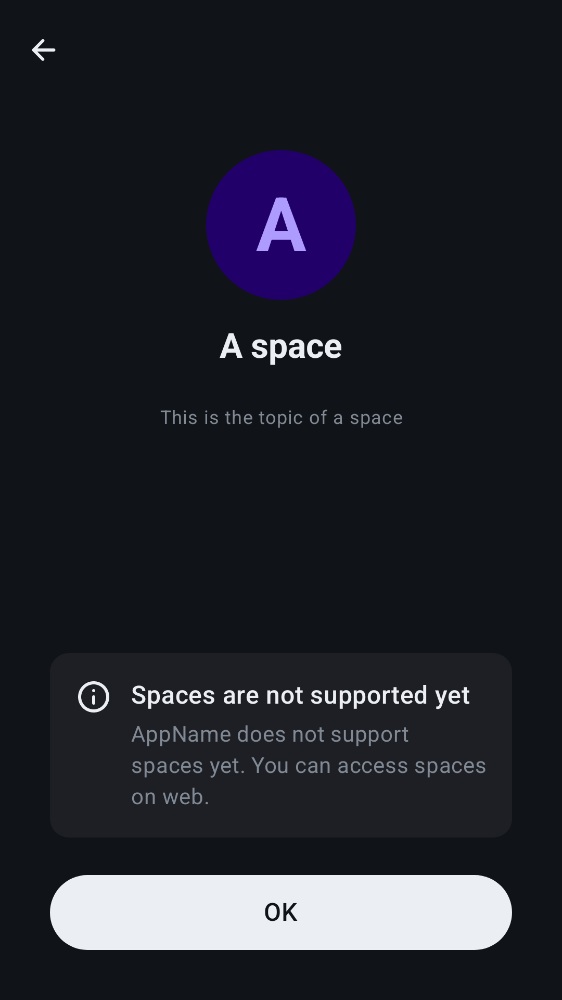 A
A space
This is the topic of a space
Spaces are not supported yet
AppName does not support
spaces yet. You can access spaces
on web.
OK